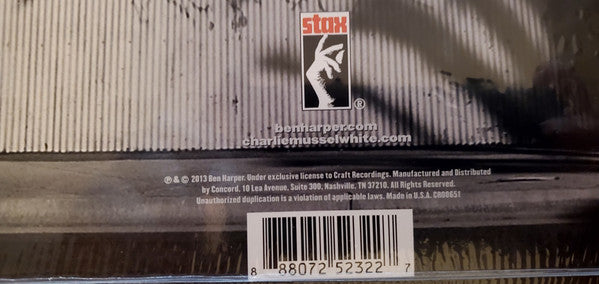 stax
®
benharper.com
charliemusselwhite.com
℗ & © 2013 Ben Harper. Under exclusive license to Craft Recordings. Manufactured and Distributed
by Concord. 10 Lea Avenue, Suite 300, Nashville, TN 37210. All Rights Reserved.
Unauthorized duplication is a violation of applicable laws. Made in U.S.A. CR00651
8 88072 52322 7